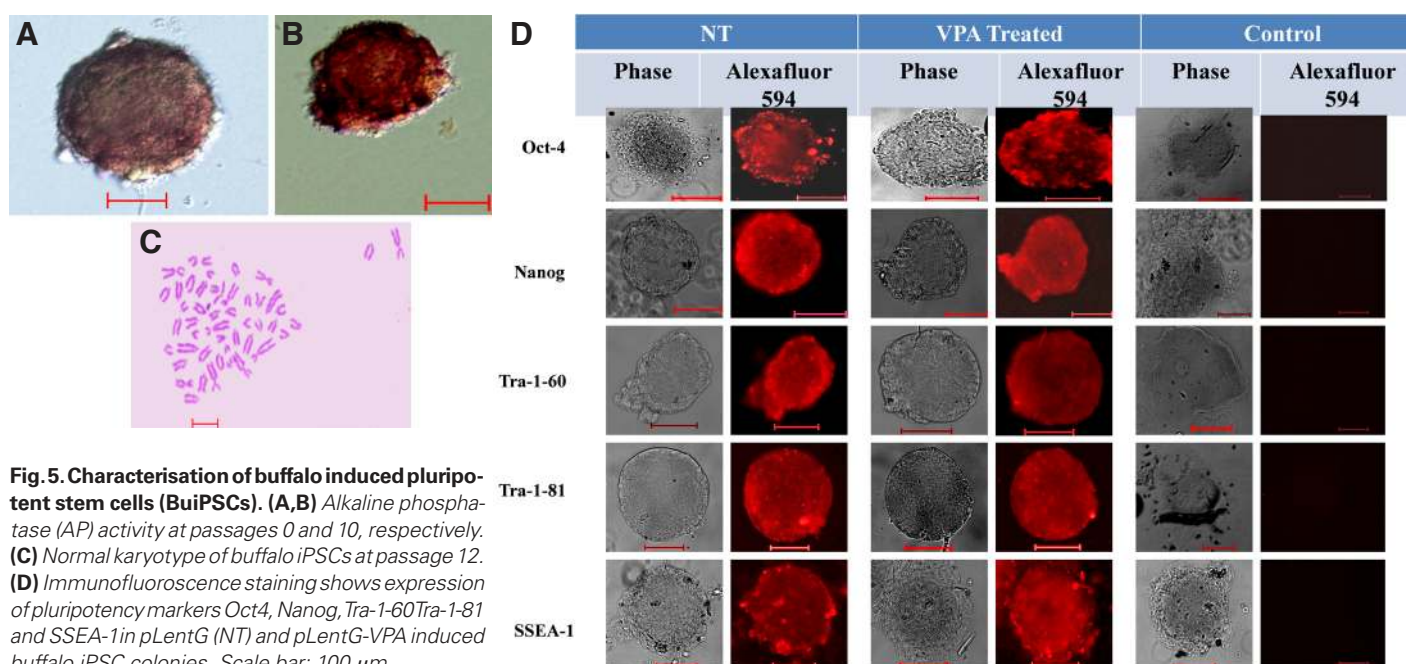 A
B
C
D
NT VPA Treated Control
Phase Alexafluor Phase Alexafluor Phase Alexafluor
594 594 594
Oct-4
Nanog
Tra-1-60
Tra-1-81
SSEA-1
Fig. 5. Characterisation of buffalo induced pluripo-
tent stem cells (BuiPSCs). (A,B) Alkaline phospha-
tase (AP) activity at passages 0 and 10, respectively.
(C) Normal karyotype of buffalo iPSCs at passage 12.
(D) Immunofluoroscence staining shows expression
of pluripotency markers Oct4, Nanog, Tra-1-60Tra-1-81
and SSEA-1in pLentG (NT) and pLentG-VPA induced
buffalo iPSC colonies. Scale bar: 100 μm